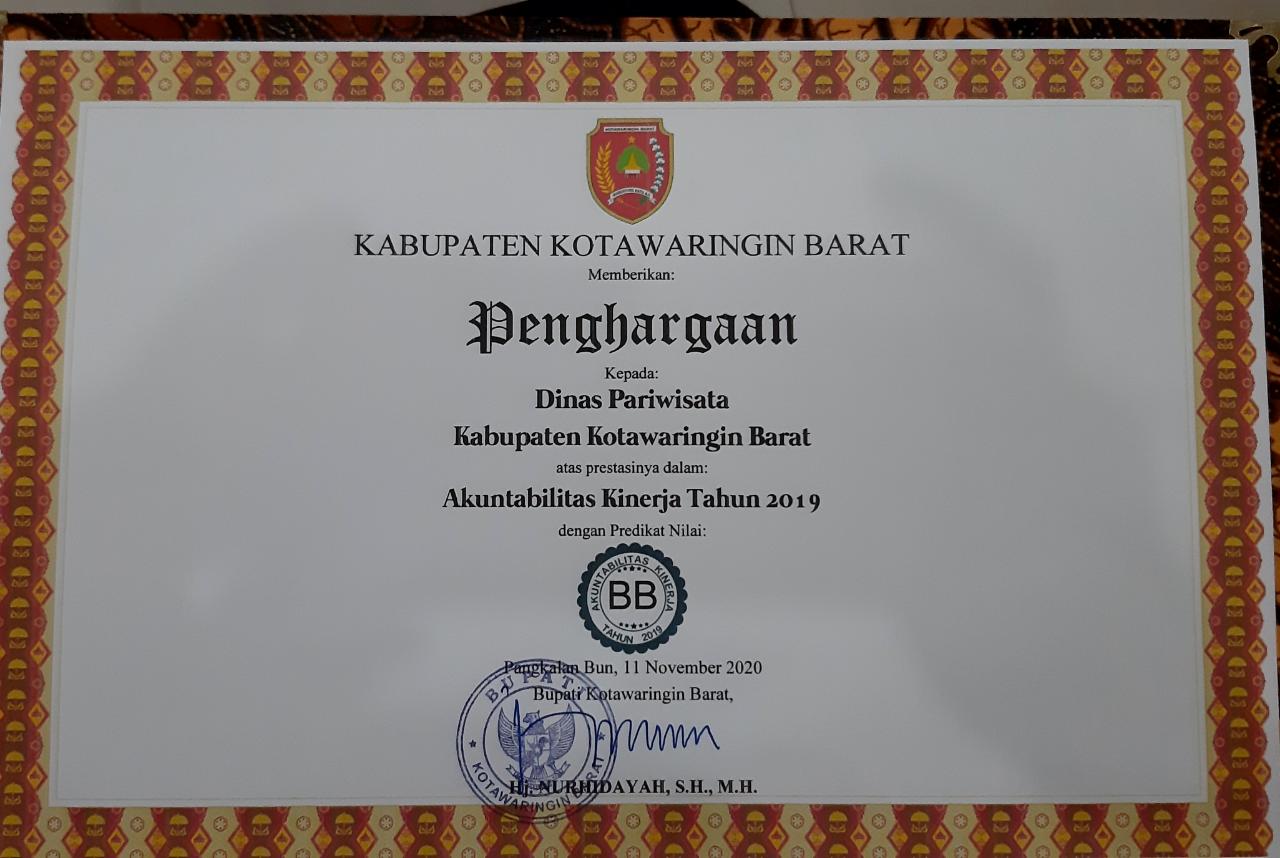 KOTAWARINGIN BARAT
KABUPATEN KOTAWARINGIN BARAT
Memberikan:
Penghargaan
Kepada:
Dinas Pariwisata
Kabupaten Kotawaringin Barat
atas prestasinya dalam:
Akuntabilitas Kinerja Tahun 2019
dengan Predikat Nilai:
AKUNTABILITAS KINERJA
BB
TAHUN 2019
Pangkalan Bun, 11 November 2020
Bupati Kotawaringin Barat,
BUPATI
KOTAWARINGIN BARAT
Hj. NURHIDAYAH, S.H., M.H.